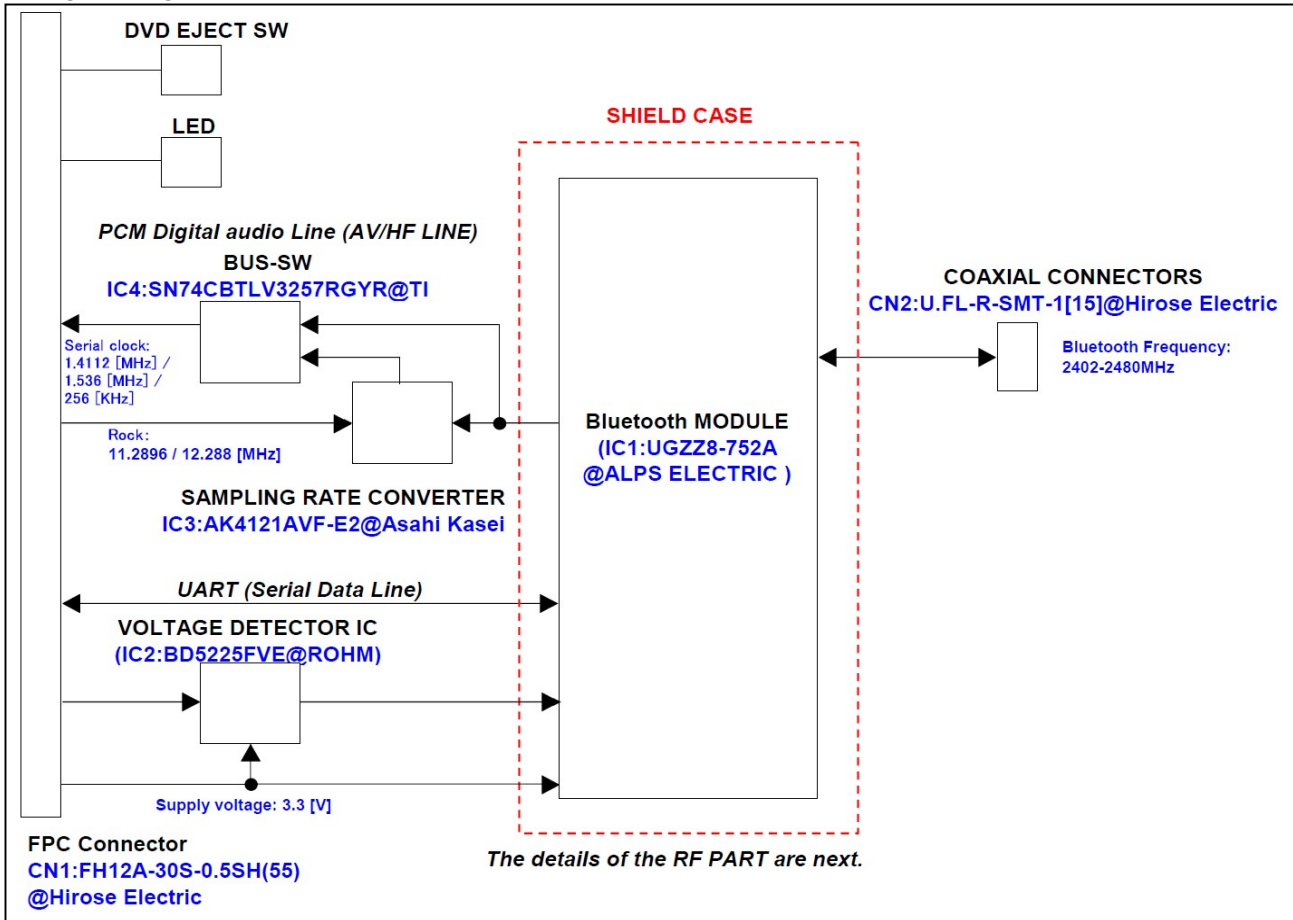 DVD EJECT SW
LED
SHIELD CASE
PCM Digital audio Line (AV/HF LINE)
BUS-SW
IC4:SN74CBTLV3257RGYR@TI
Serial clock:
1.4112 [MHz] /
1.536 [MHz] /
256 [KHz]
Rock:
11.2896 / 12.288 [MHz]
SAMPLING RATE CONVERTER
IC3:AK4121AVF-E2@Asahi Kasei
Bluetooth MODULE
(IC1:UGZZ8-752A
@ALPS ELECTRIC )
COAXIAL CONNECTORS
CN2:U.FL-R-SMT-1[15]@Hirose Electric
Bluetooth Frequency:
2402-2480MHz
UART (Serial Data Line)
VOLTAGE DETECTOR IC
(IC2:BD5225FVE@ROHM)
Supply voltage: 3.3 [V]
FPC Connector
CN1:FH12A-30S-0.5SH(55)
@Hirose Electric
The details of the RF PART are next.